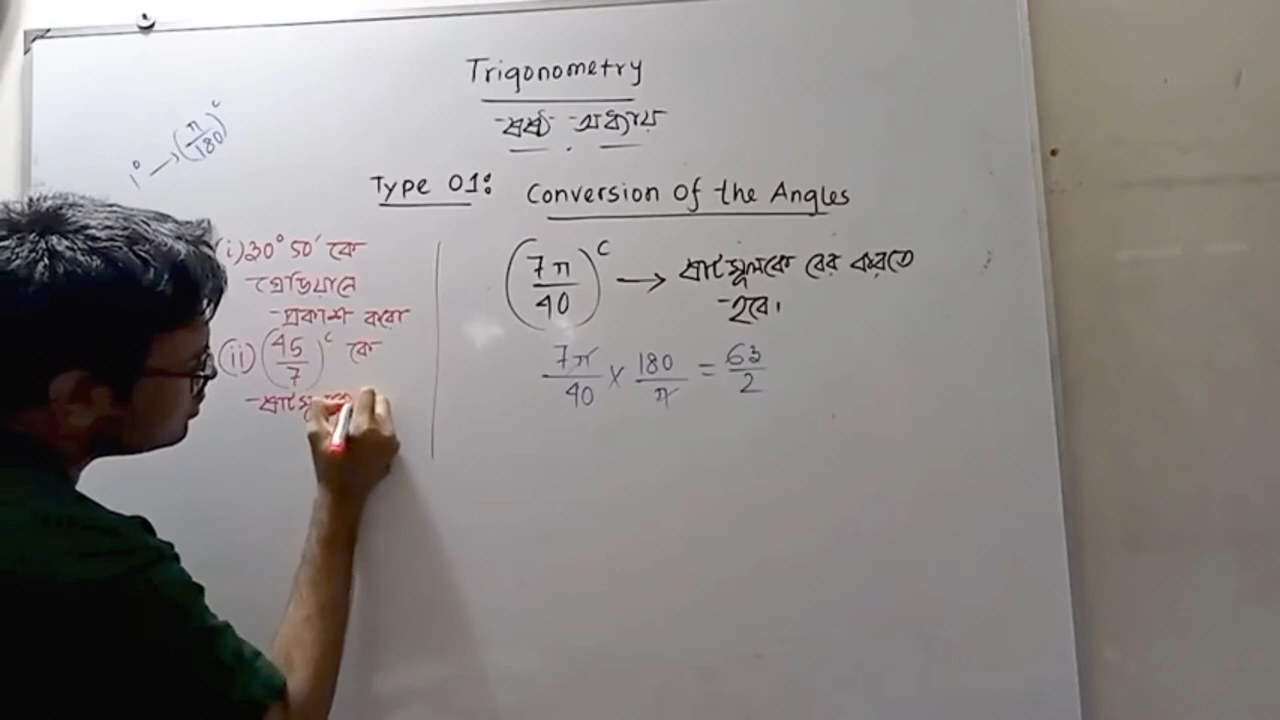 Trigonometry
ষষ্ঠ অধ্যায়
1° → (π/180)ᶜ
Type 01: Conversion of the Angles
(i) 30° 50′ কে
রেডিয়ানে
প্রকাশ করো
(ii) (45/7)ᶜ কে
(7π/40)ᶜ → ষাটমূলকে বের করতে
হবে।
7π/40 × 180/π = 63/2